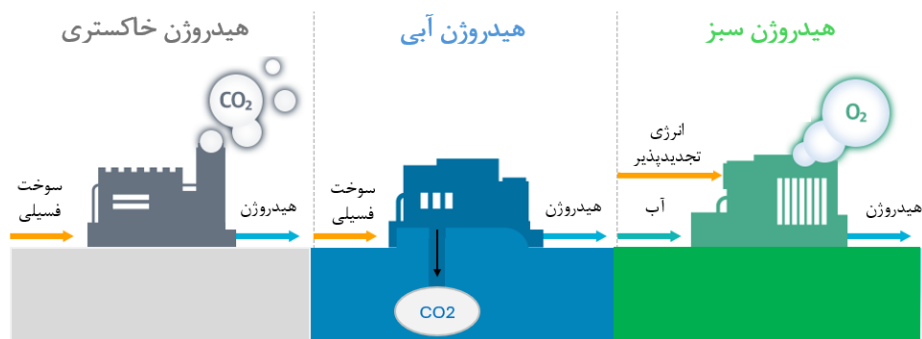 هیدروژن سبز
هیدروژن آبی
هیدروژن خاکستری
O₂
انرژی
تجدیدپذیر
آب
هیدروژن
سوخت
فسیلی
هیدروژن
CO2
CO₂
سوخت
فسیلی
هیدروژن